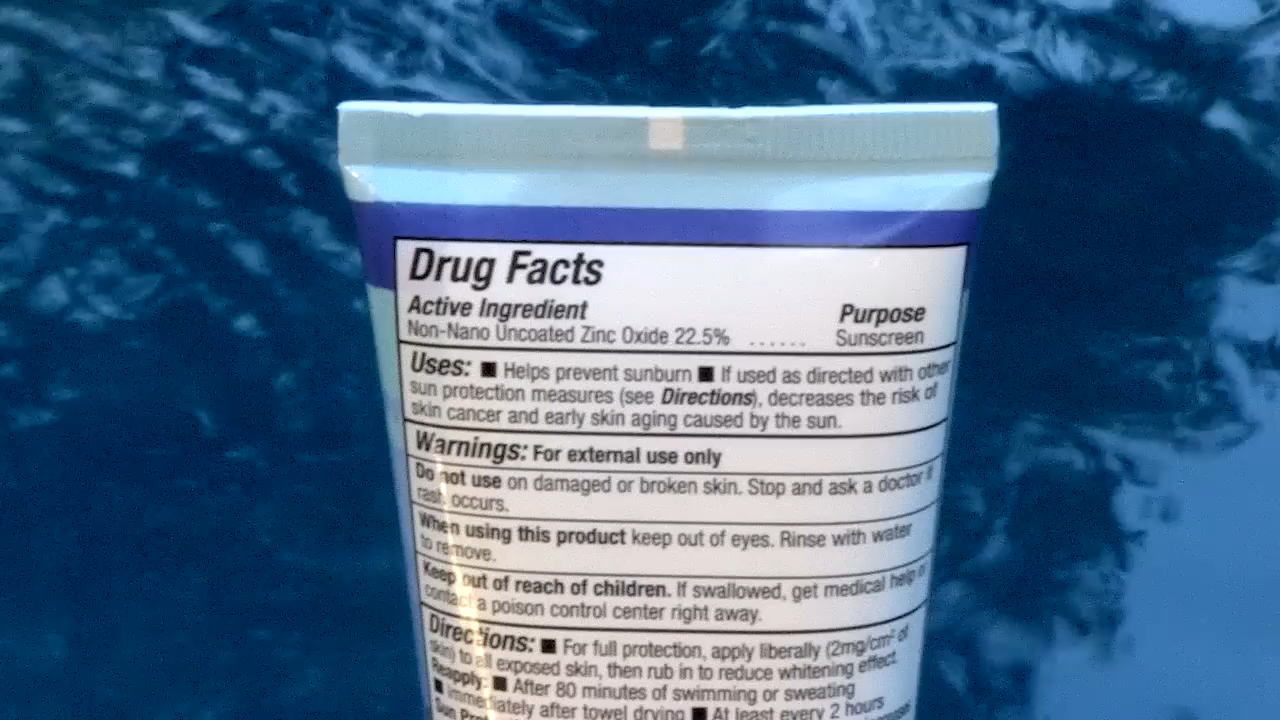 Drug Facts
Active Ingredient Purpose
Non-Nano Uncoated Zinc Oxide 22.5% ...... Sunscreen
Uses: ■ Helps prevent sunburn ■ If used as directed with other
sun protection measures (see Directions), decreases the risk of
skin cancer and early skin aging caused by the sun.
Warnings: For external use only
Do not use on damaged or broken skin. Stop and ask a doctor if
rash occurs.
When using this product keep out of eyes. Rinse with water
to remove.
Keep out of reach of children. If swallowed, get medical help or
contact a poison control center right away.
Directions: ■ For full protection, apply liberally (2mg/cm² of
skin) to all exposed skin, then rub in to reduce whitening effect
Reapply: ■ After 80 minutes of swimming or sweating
■ Immediately after towel drying ■ At least every 2 hours
Sun